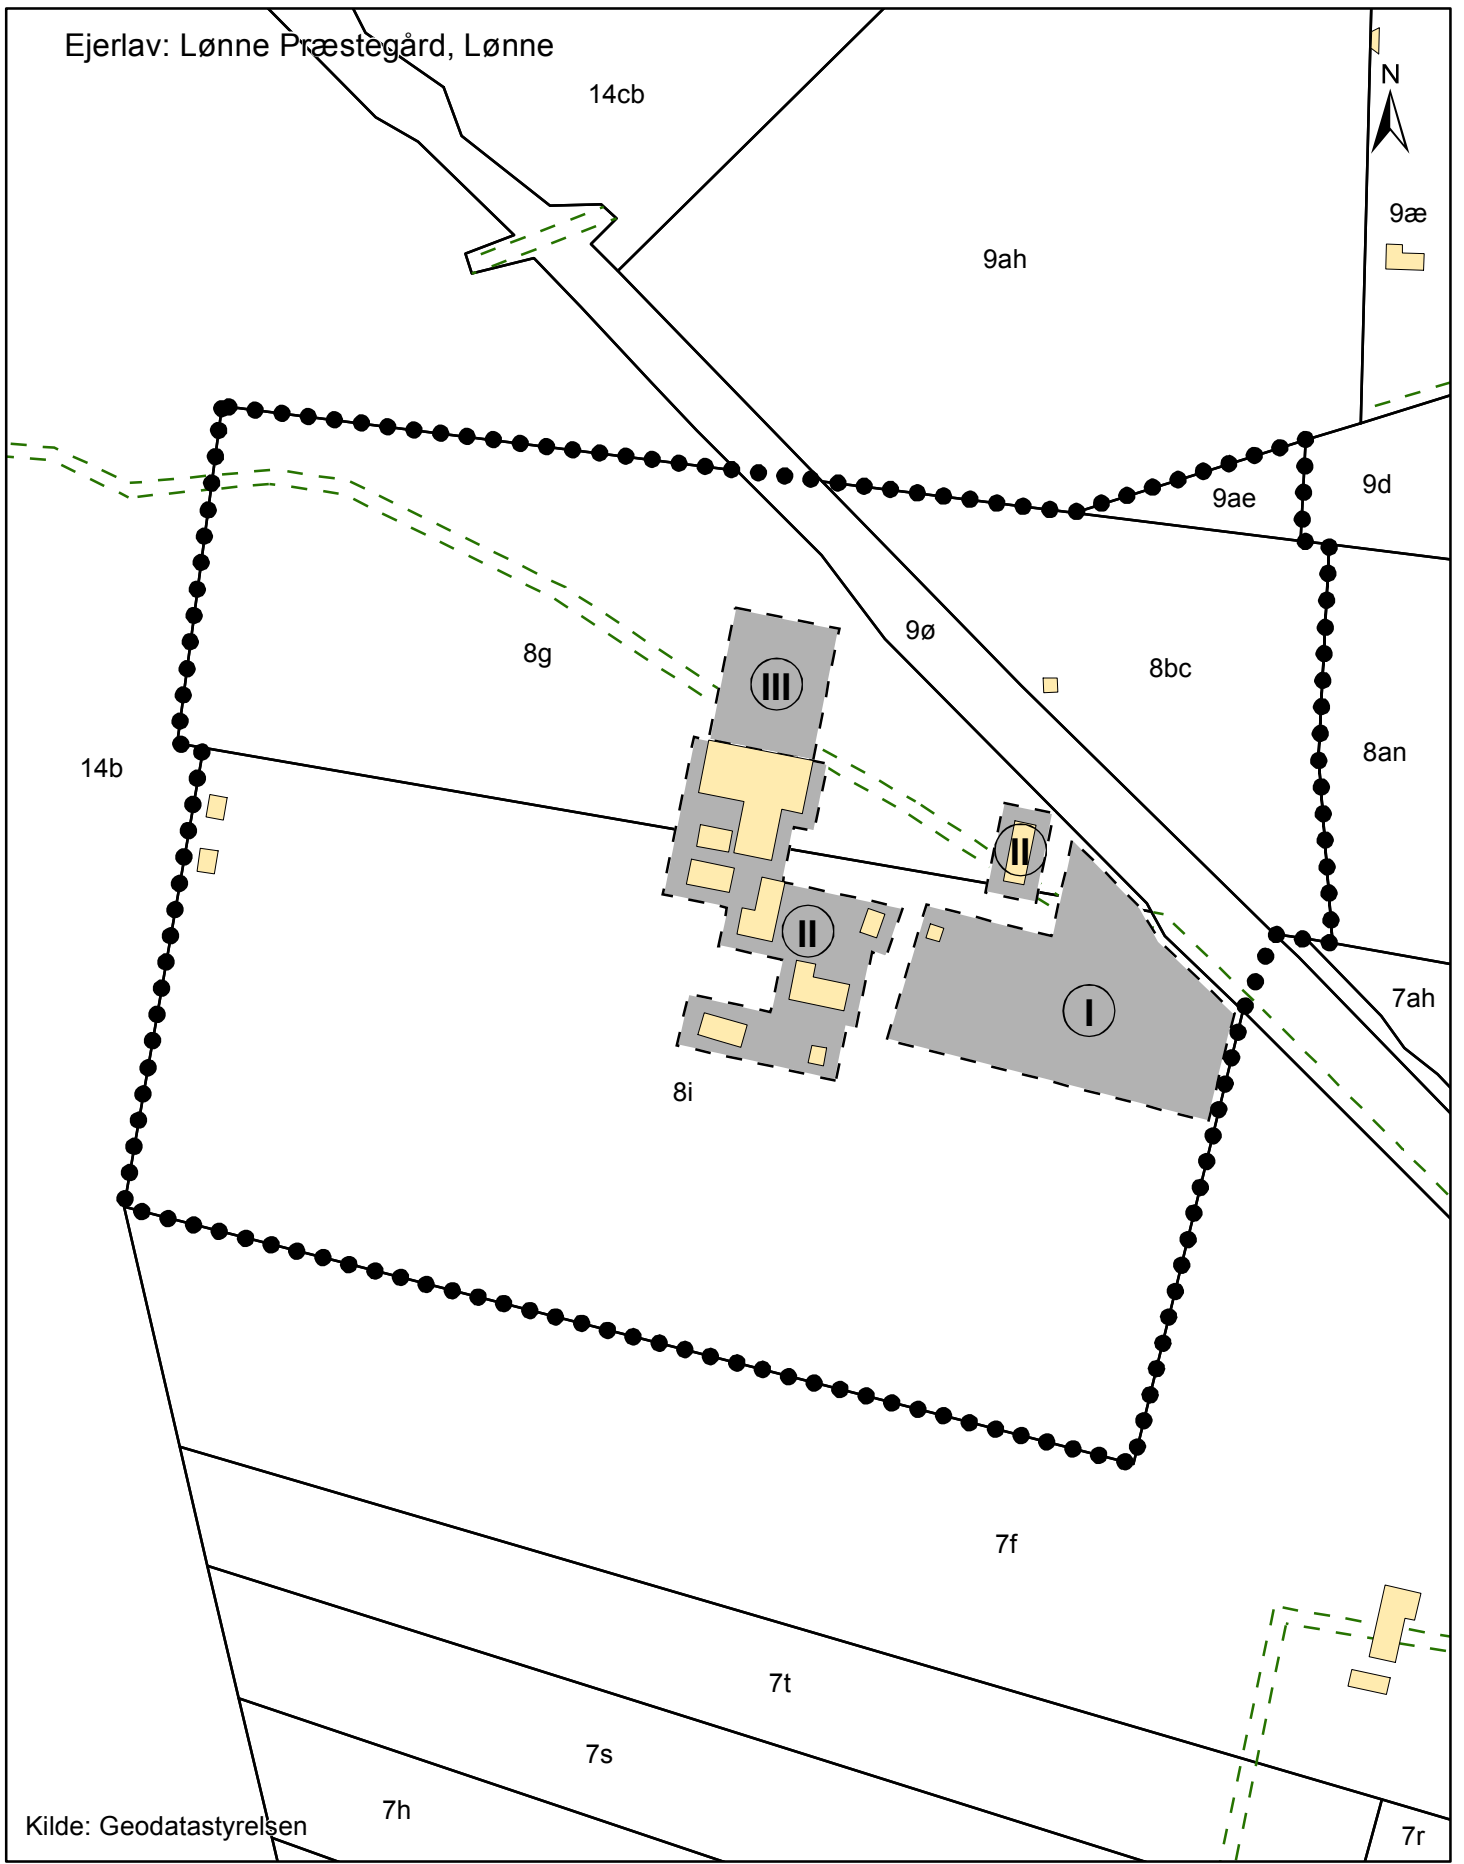 Ejerlav: Lønne Præstegård, Lønne
14cb
N
9æ
9ah
9d
9ae
9ø
8g
III
8bc
8an
14b
II
II
7ah
I
8i
7f
7t
7s
7h
Kilde: Geodatastyrelsen
7r